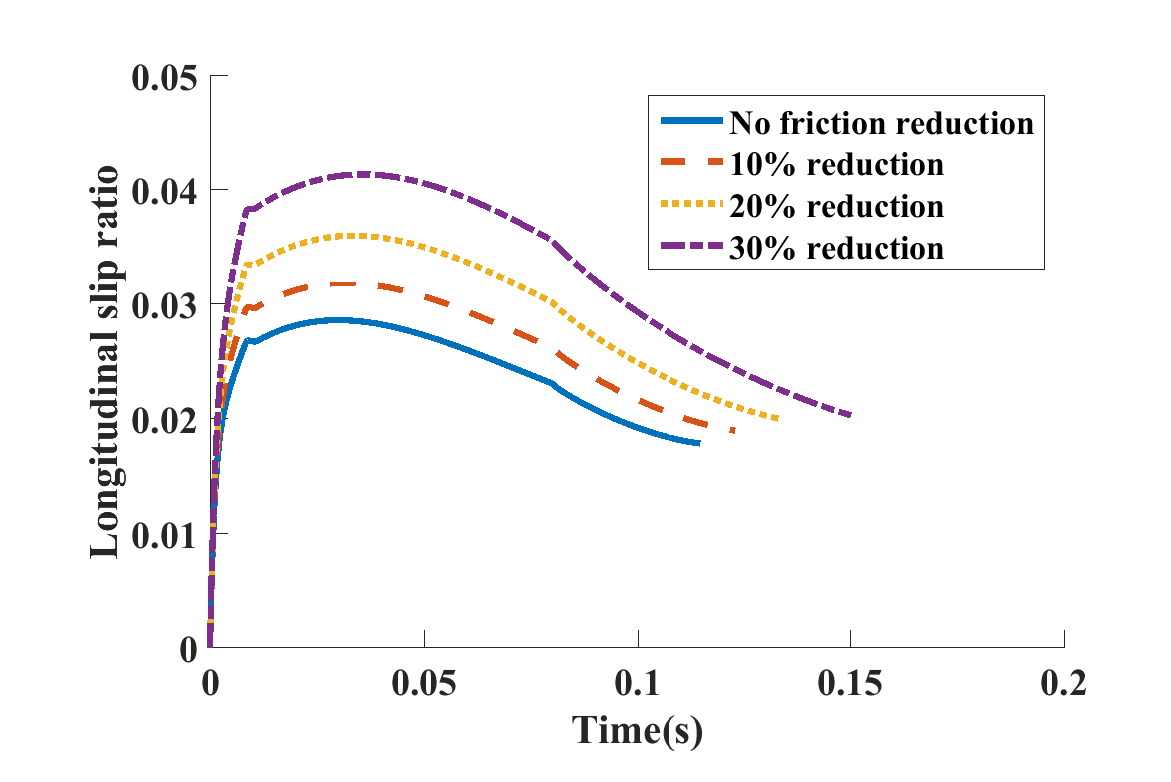 0.05
0.04
0.03
0.02
0.01
0
Longitudinal slip ratio
No friction reduction
10% reduction
20% reduction
30% reduction
0
0.05
0.1
0.15
0.2
Time(s)